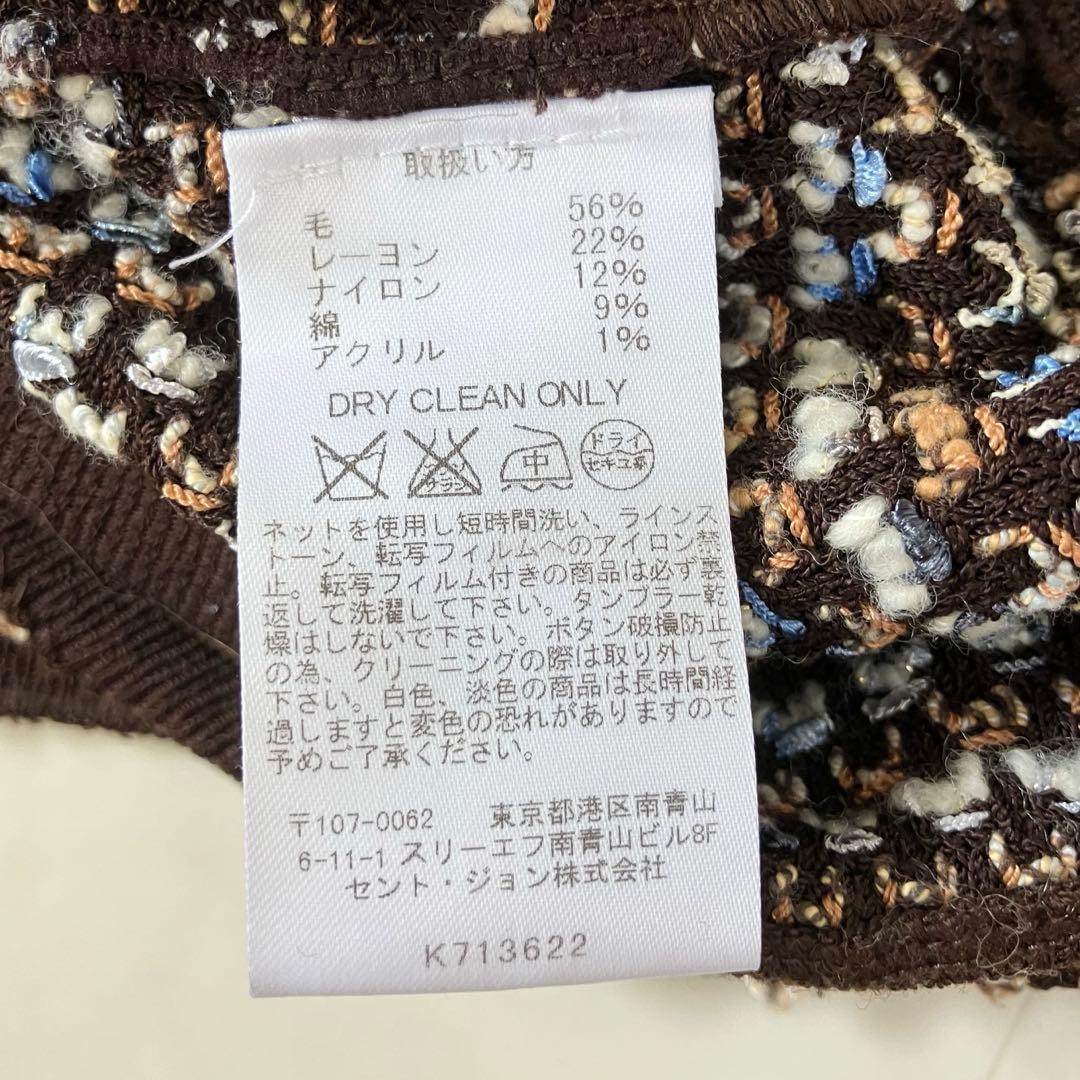 取扱い方
毛 56%
レーヨン 22%
ナイロン 12%
綿 9%
アクリル 1%
DRY CLEAN ONLY
中 ドライ
セキユ系
ネットを使用し短時間洗い、ラインス
トーン、転写フィルムへのアイロン禁
止。転写フィルム付きの商品は必ず裏
返して洗濯して下さい。タンブラー乾
燥はしないで下さい。ボタン破損防止
の為、クリーニングの際は取り外して
下さい。白色、淡色の商品は長時間経
過しますと変色の恐れがありますので
予めご了承ください。
〒107-0062 東京都港区南青山
6-11-1 スリーエフ南青山ビル8F
セント・ジョン株式会社
K713622